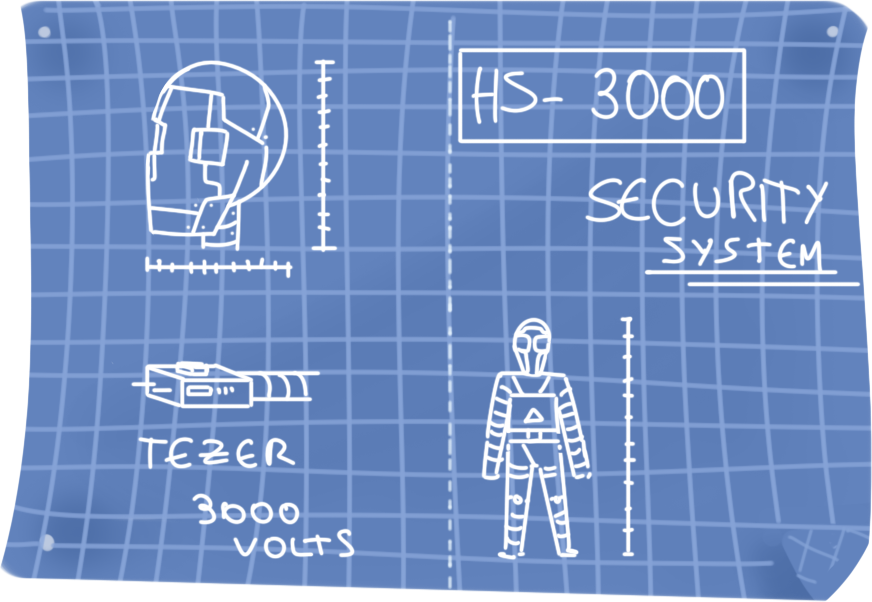 HS- 3000
SECURITY
SYSTEM
TEZER
3000
VOLTS